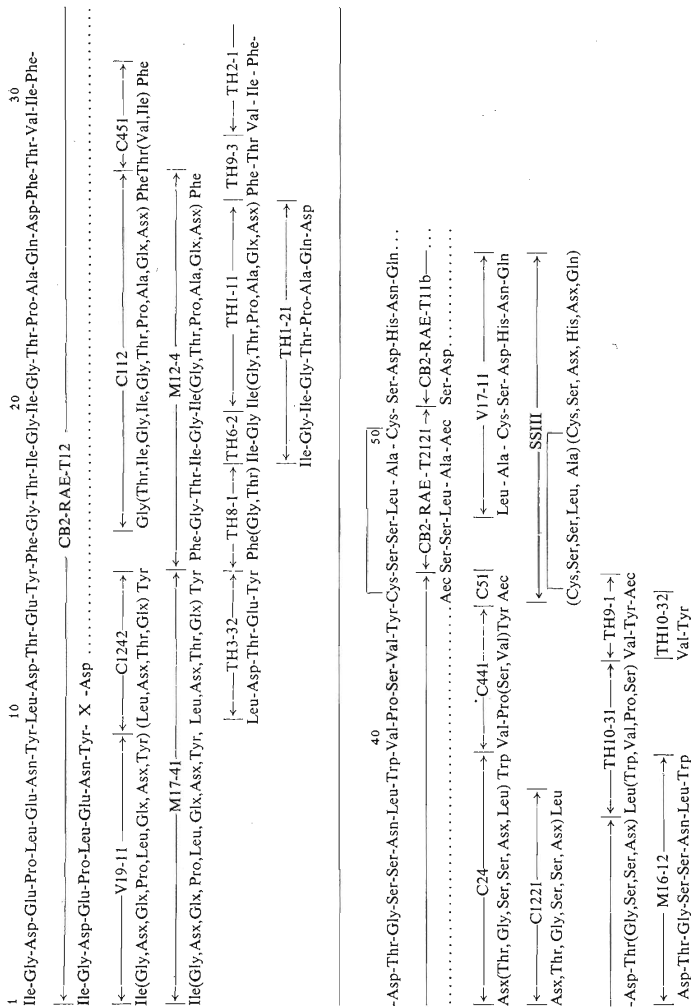 1 10 20 30
Ile-Gly-Asp-Glu-Pro-Leu-Glu-Asn-Tyr-Leu-Asp-Thr-Glu-Tyr-Phe-Gly-Thr-Ile-Gly-Ile-Gly-Thr-Pro-Ala-Gln-Asp-Phe-Thr-Val-Ile-Phe-
CB2-RAE-T12
Ile-Gly-Asp-Glu-Pro-Leu-Glu-Asn-Tyr- X -Asp
V19-11 C1242 C112 C451
Ile(Gly,Asx,Glx,Pro,Leu,Glx,Asx,Tyr) (Leu,Asx,Thr,Glx) Tyr Gly(Thr,Ile,Gly,Ile,Gly,Thr,Pro,Ala,Glx,Asx) PheThr(Val,Ile) Phe
M17-41 M12-4
Ile(Gly,Asx,Glx,Pro,Leu,Glx,Asx,Tyr, Leu,Asx,Thr,Glx) Tyr Phe-Gly-Thr-Ile-Gly-Ile(Gly,Thr,Pro,Ala,Glx,Asx) Phe
TH3-32 TH8-1 TH6-2 TH1-11 TH9-3 TH2-1
Leu-Asp-Thr-Glu-Tyr Phe(Gly,Thr) Ile-Gly Ile(Gly,Thr,Pro,Ala,Glx,Asx) Phe-Thr Val-Ile-Phe-
TH1-21
Ile-Gly-Ile-Gly-Thr-Pro-Ala-Gln-Asp
40 50
-Asp-Thr-Gly-Ser-Ser-Asn-Leu-Trp-Val-Pro-Ser-Val-Tyr-Cys-Ser-Ser-Leu-Ala-Cys-Ser-Asp-His-Asn-Gln...
CB2-RAE-T2121 CB2-RAE-T11b
Aec Ser-Ser-Leu-Ala-Aec Ser-Asp
C24 C441 C51 V17-11
Asx(Thr,Gly,Ser,Ser,Asx,Leu) Trp Val-Pro(Ser,Val)Tyr Aec Leu-Ala-Cys-Ser-Asp-His-Asn-Gln
C1221 SSIII
Asx,Thr,Gly,Ser,Ser,Asx) Leu (Cys,Ser,Ser,Leu,Ala) (Cys,Ser,Asx,His,Asx,Gln)
TH10-31 TH9-1
-Asp-Thr(Gly,Ser,Ser,Asx) Leu(Trp,Val,Pro,Ser) Val-Tyr-Aec
M16-12 TH10-32
Asp-Thr-Gly-Ser-Ser-Asn-Leu-Trp Val-Tyr